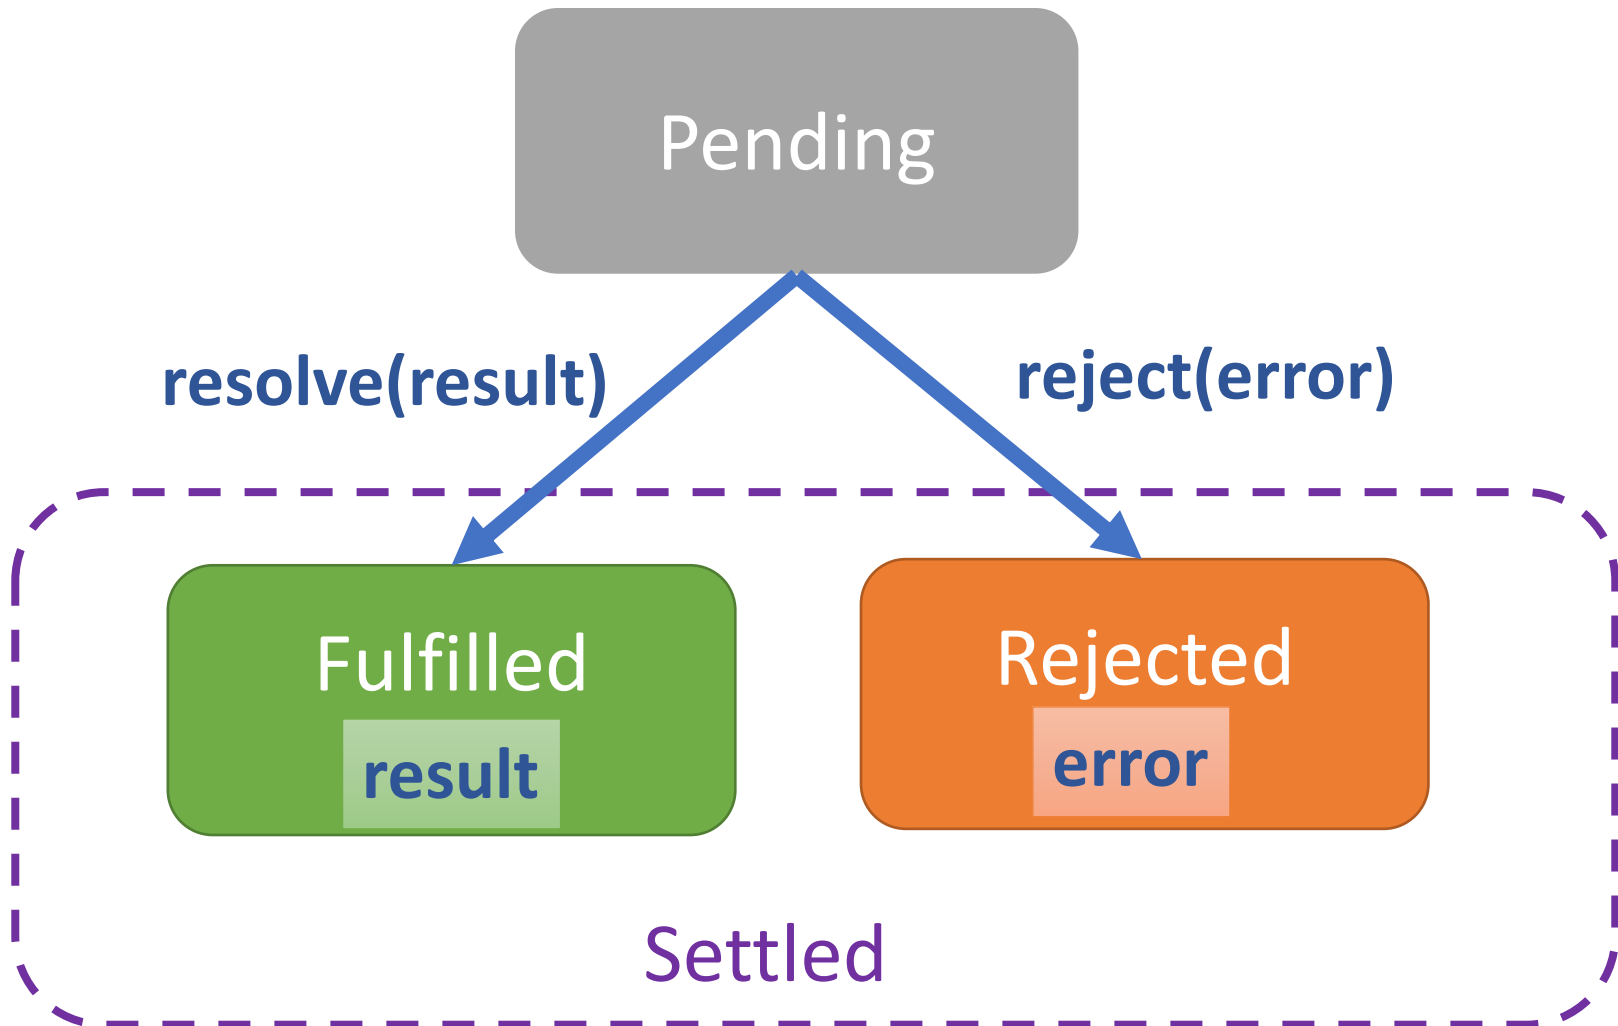 Pending
resolve(result)
reject(error)
Fulfilled
result
Rejected
error
Settled